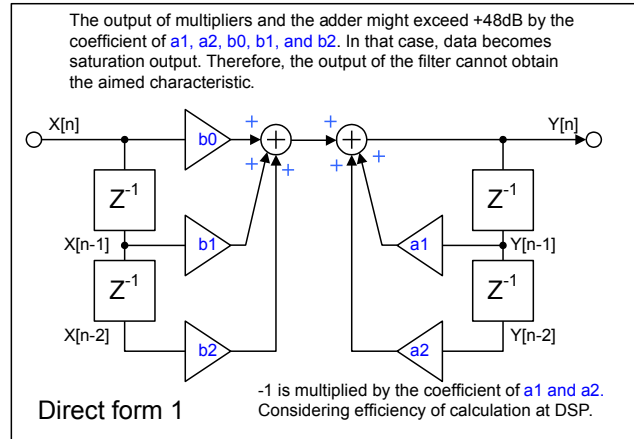 The output of multipliers and the adder might exceed +48dB by the
coefficient of a1, a2, b0, b1, and b2. In that case, data becomes
saturation output. Therefore, the output of the filter cannot obtain
the aimed characteristic.
X[n]
b0
+
+
+
+
+
+
+
+
Y[n]
Z-1
Z-1
X[n-1]
b1
a1
Y[n-1]
Z-1
Z-1
X[n-2]
b2
a2
Y[n-2]
Direct form 1
-1 is multiplied by the coefficient of a1 and a2.
Considering efficiency of calculation at DSP.